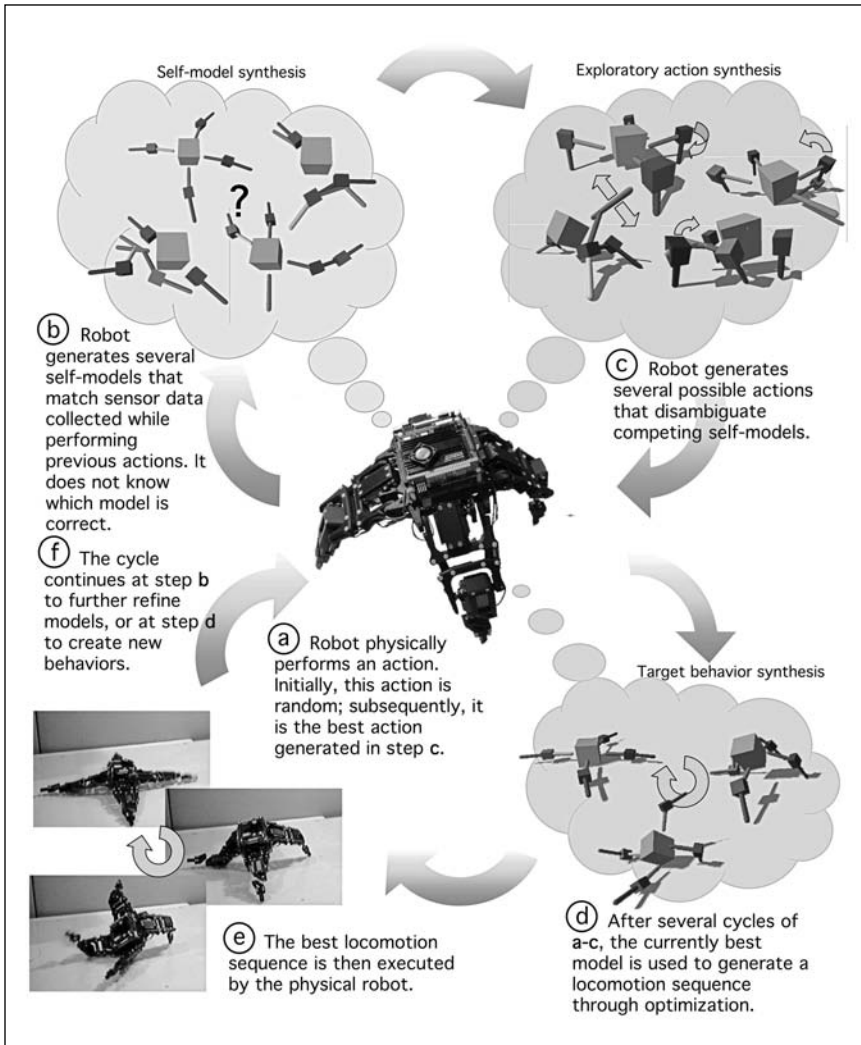 Self-model synthesis
Exploratory action synthesis
?
b Robot
generates several
self-models that
match sensor data
collected while
performing
previous actions. It
does not know
which model is
correct.
c Robot generates
several possible actions
that disambiguate
competing self-models.
f The cycle
continues at step b
to further refine
models, or at step d
to create new
behaviors.
a Robot physically
performs an action.
Initially, this action is
random; subsequently, it
is the best action
generated in step c.
Target behavior synthesis
d After several cycles of
a-c, the currently best
model is used to generate a
locomotion sequence
through optimization.
e The best locomotion
sequence is then executed
by the physical robot.